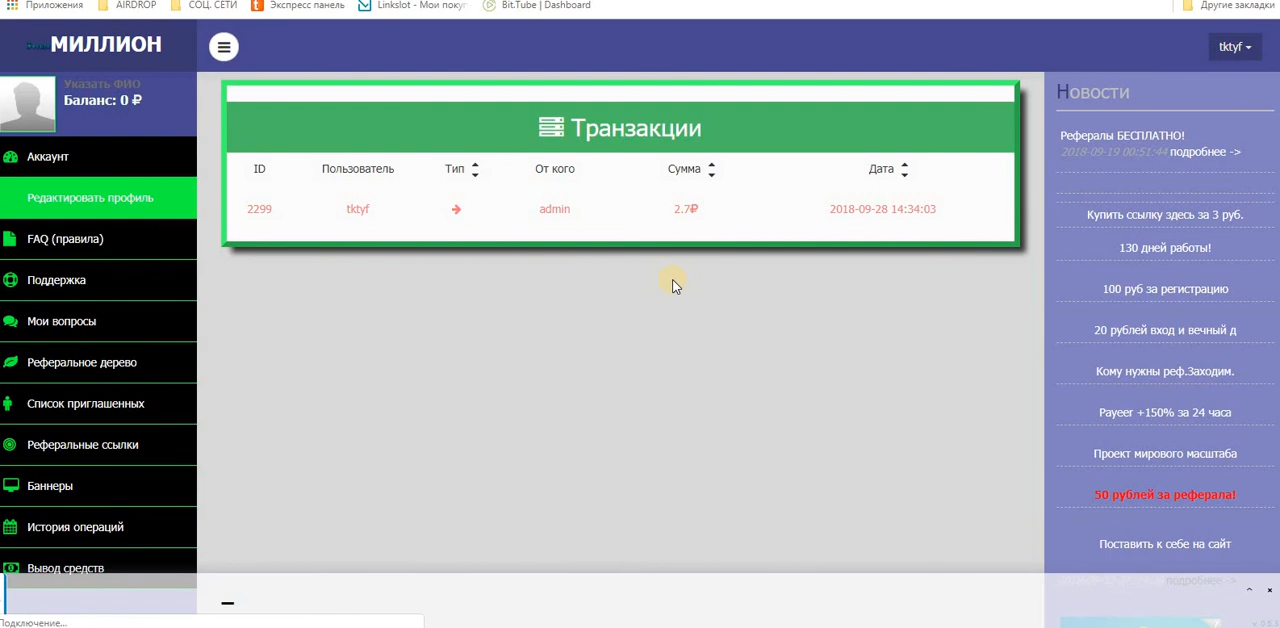 Приложения AIRDROP СОЦ. СЕТИ Экспресс панель Linkslot - Мои поку Bit.Tube | Dashboard Другие закладки
МИЛЛИОН
tktyf
Указать ФИО
Баланс: 0 ₽
Аккаунт
Редактировать профиль
FAQ (правила)
Поддержка
Мои вопросы
Реферальное дерево
Список приглашенных
Реферальные ссылки
Баннеры
История операций
Вывод средств
Транзакции
ID Пользователь Тип От кого Сумма Дата
2299 tktyf admin 2.7₽ 2018-09-28 14:34:03
Новости
Рефералы БЕСПЛАТНО!
2018-09-19 00:51:44 подробнее ->
Купить ссылку здесь за 3 руб.
130 дней работы!
100 руб за регистрацию
20 рублей вход и вечный д
Кому нужны реф.Заходим.
Payeer +150% за 24 часа
Проект мирового масштаба
50 рублей за реферала!
Поставить к себе на сайт
подробнее ->
Подключение...